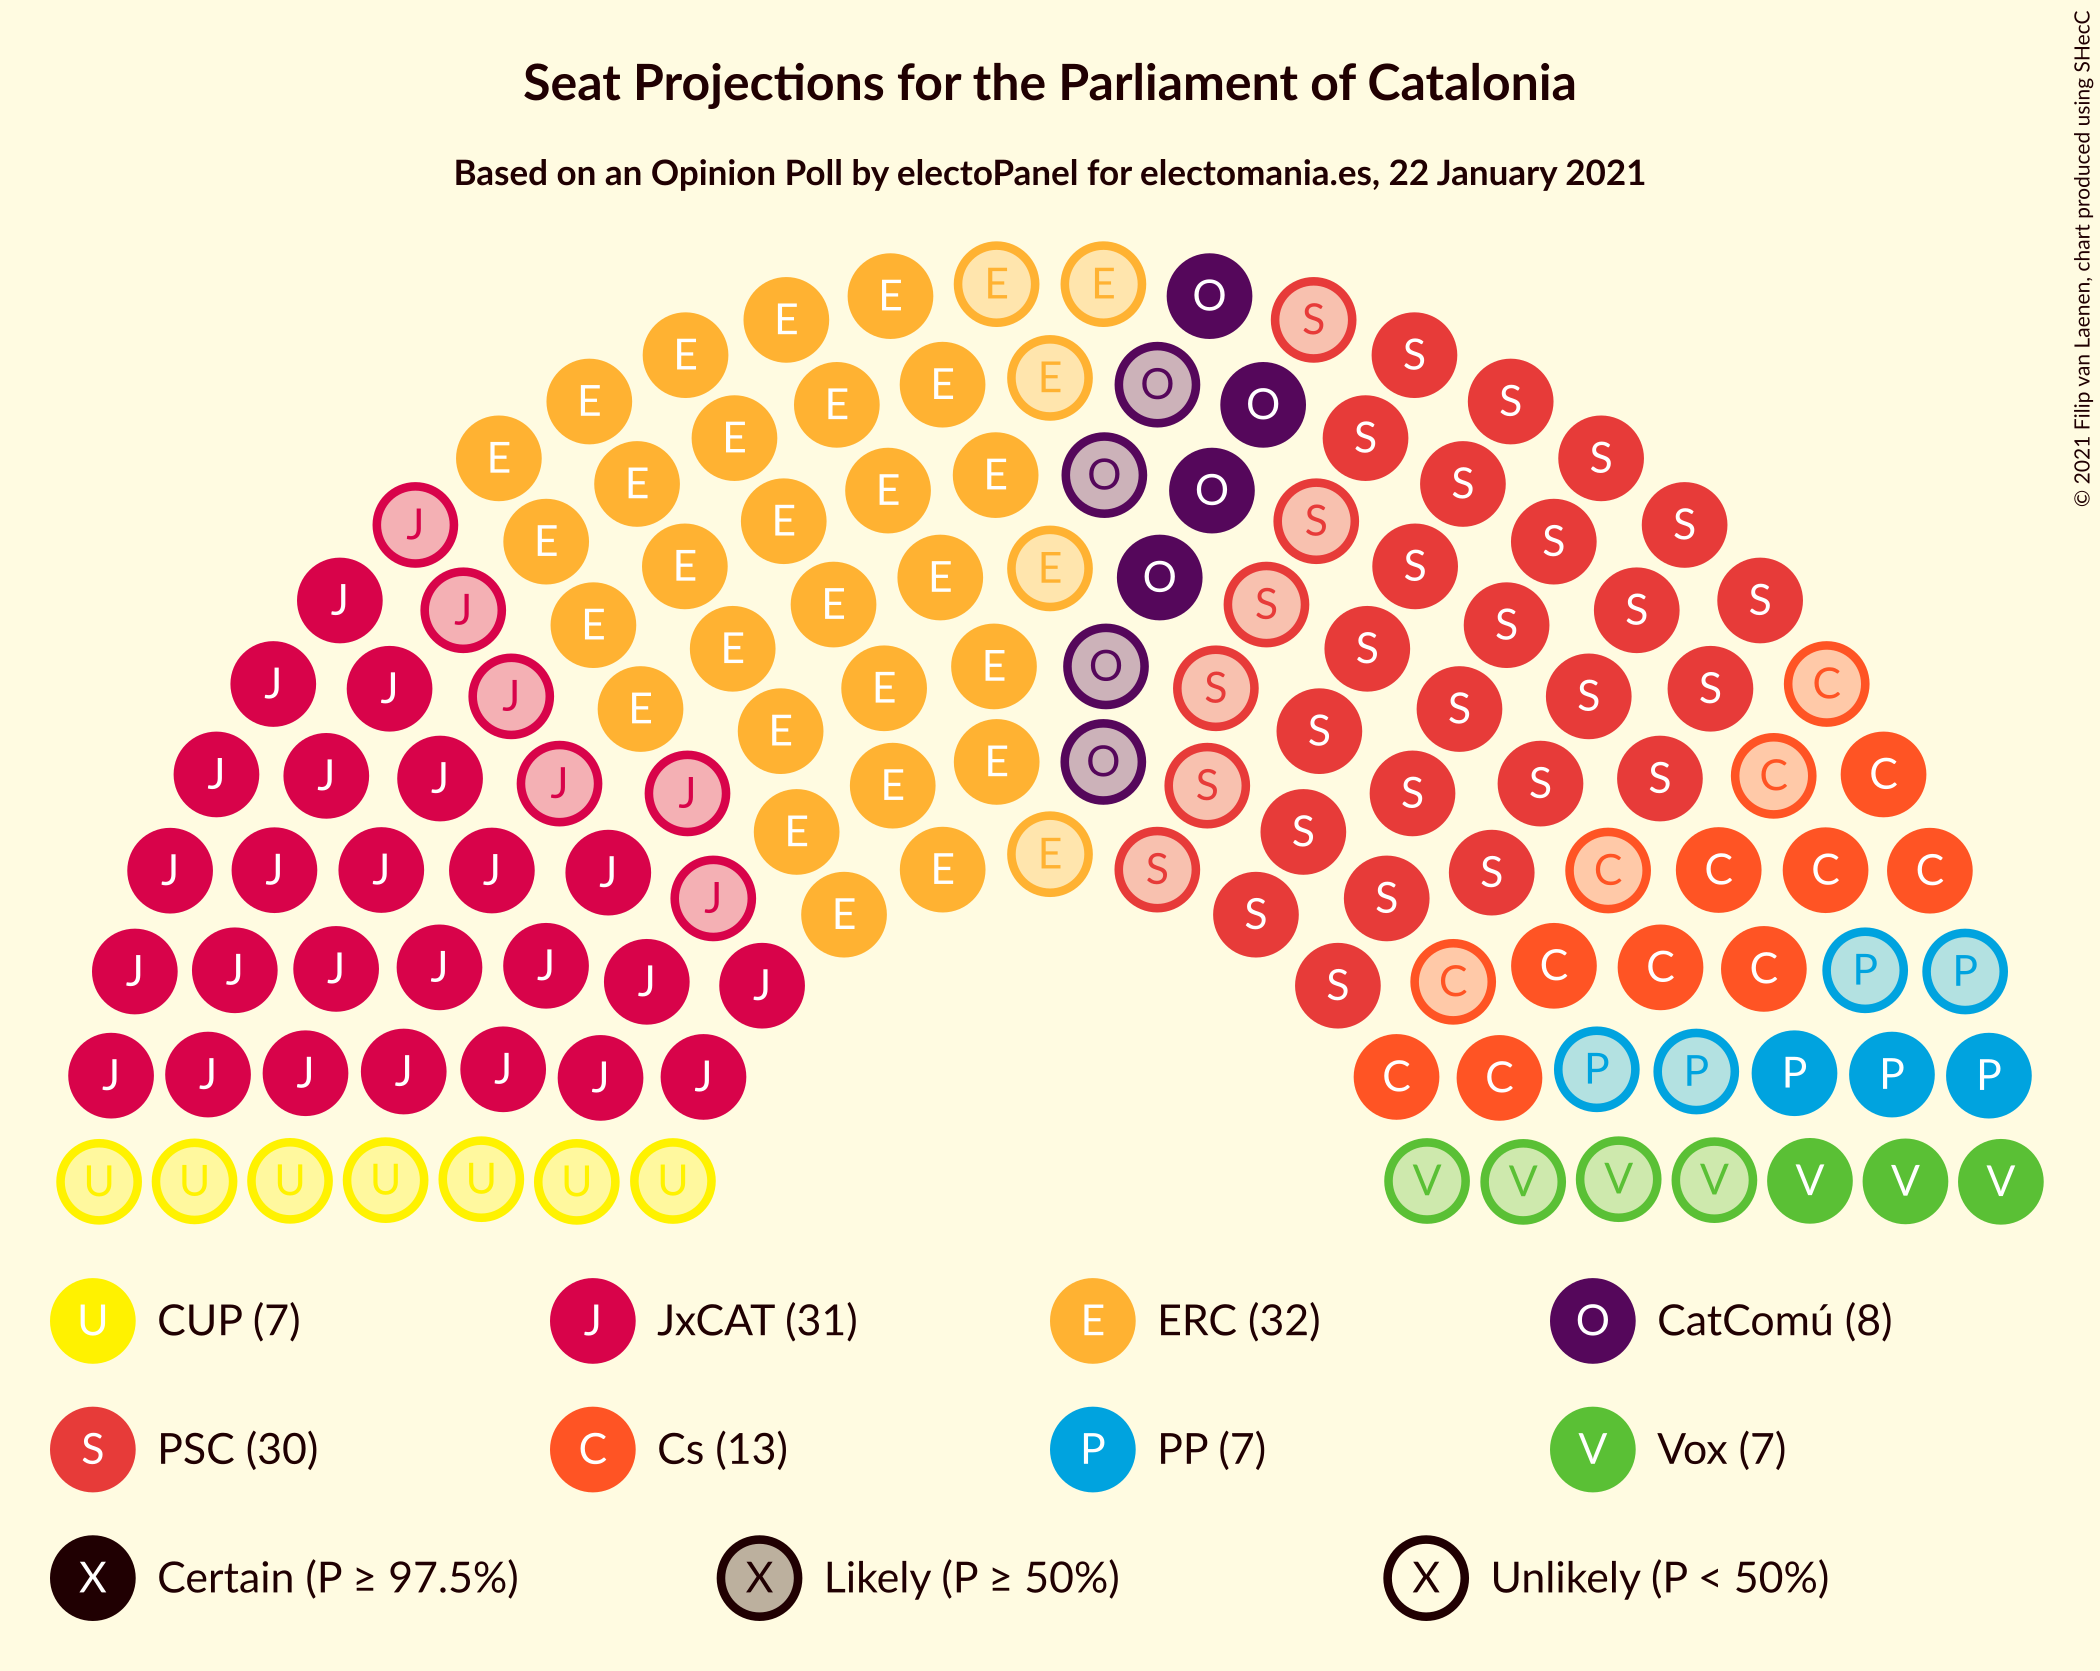 Seat Projections for the Parliament of Catalonia
Based on an Opinion Poll by electoPanel for electomania.es, 22 January 2021
© 2021 Filip van Laenen, chart produced using SHecC
E E E E O S
E E E O O S S
E E E E E O O S S S
J E E E E E O S S S S S
J J E E E E E S S S S S S
J J J E E E E O S S S S S S C
J J J J J E E E O S S S S S C C
J J J J J J E E E S S S S C C C C
J J J J J J J E S S C C C C P P
J J J J J J J C C P P P P P
U U U U U U U V V V V V V V
U CUP (7) J JxCAT (31) E ERC (32) O CatComú (8)
S PSC (30) C Cs (13) P PP (7) V Vox (7)
X Certain (P ≥ 97.5%) X Likely (P ≥ 50%) X Unlikely (P < 50%)